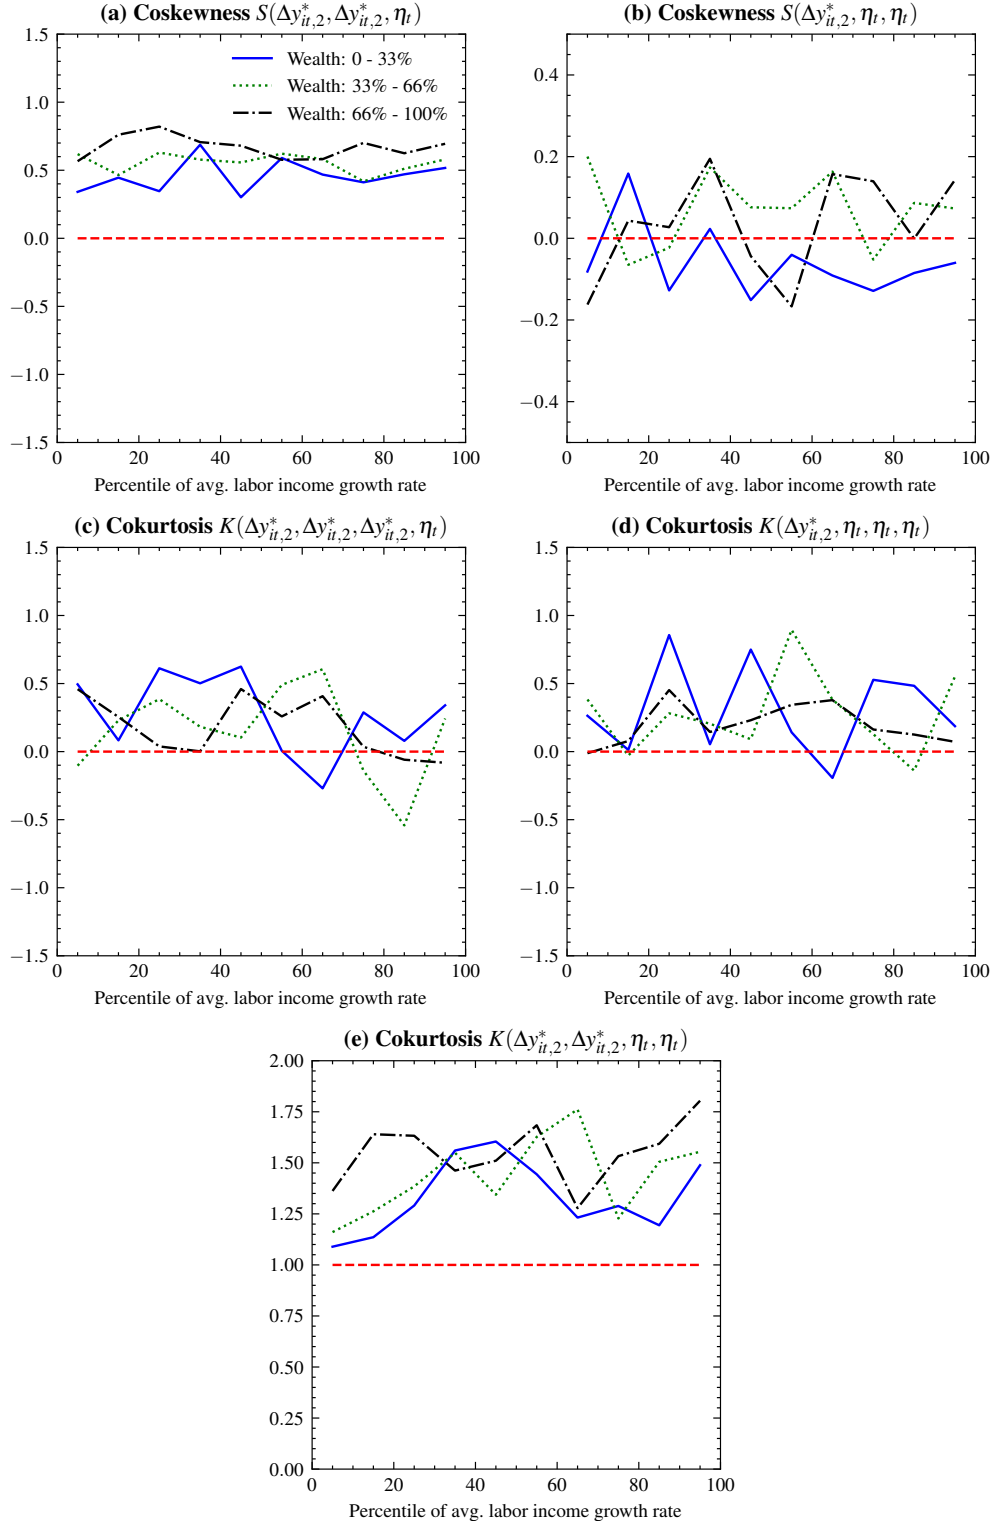 (a) Coskewness S(Δy*_{it,2}, Δy*_{it,2}, η_t)
1.5
1.0
0.5
0.0
−0.5
−1.0
−1.5
0 20 40 60 80 100
Percentile of avg. labor income growth rate
Wealth: 0 - 33%
Wealth: 33% - 66%
Wealth: 66% - 100%
(b) Coskewness S(Δy*_{it,2}, η_t, η_t)
0.4
0.2
0.0
−0.2
−0.4
0 20 40 60 80 100
Percentile of avg. labor income growth rate
(c) Cokurtosis K(Δy*_{it,2}, Δy*_{it,2}, Δy*_{it,2}, η_t)
1.5
1.0
0.5
0.0
−0.5
−1.0
−1.5
0 20 40 60 80 100
Percentile of avg. labor income growth rate
(d) Cokurtosis K(Δy*_{it,2}, η_t, η_t, η_t)
1.5
1.0
0.5
0.0
−0.5
−1.0
−1.5
0 20 40 60 80 100
Percentile of avg. labor income growth rate
(e) Cokurtosis K(Δy*_{it,2}, Δy*_{it,2}, η_t, η_t)
2.00
1.75
1.50
1.25
1.00
0.75
0.50
0.25
0.00
0 20 40 60 80 100
Percentile of avg. labor income growth rate